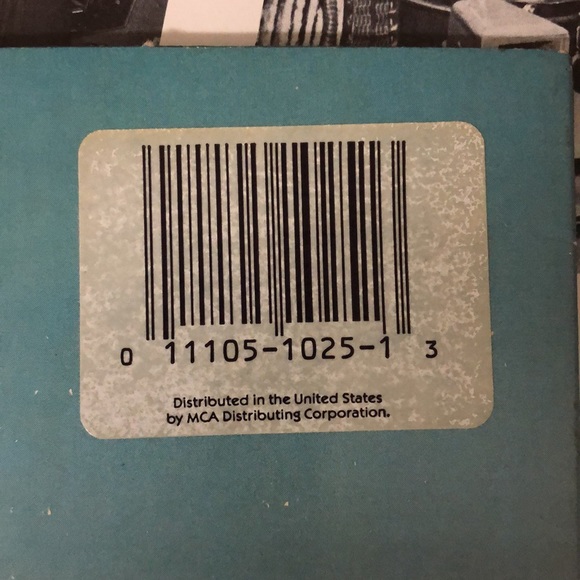 0 11105-1025-1 3
Distributed in the United States
by MCA Distributing Corporation.